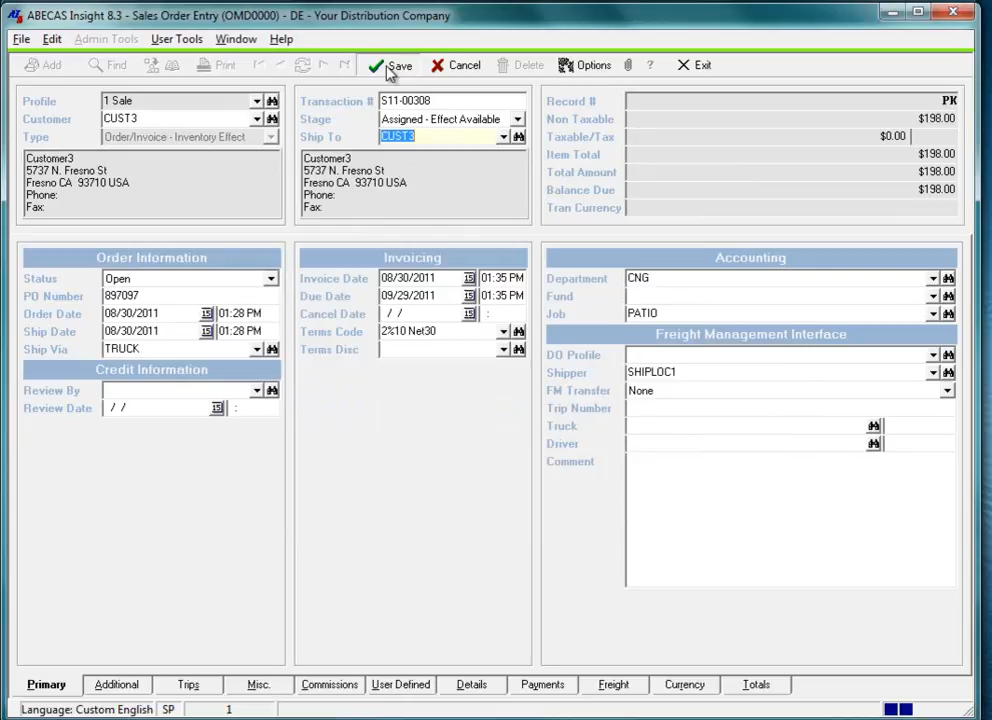 ABECAS Insight 8.3 - Sales Order Entry (OMD0000) - DE - Your Distribution Company
File Edit Admin Tools User Tools Window Help
Add Find Print Save Cancel Delete Options ? Exit
Profile 1 Sale
Customer CUST3
Type Order/Invoice - Inventory Effect
Customer3
5737 N. Fresno St
Fresno CA 93710 USA
Phone:
Fax:
Transaction # S11-00308
Stage Assigned - Effect Available
Ship To CUST3
Customer3
5737 N. Fresno St
Fresno CA 93710 USA
Phone:
Fax:
Record # PK
Non Taxable $198.00
Taxable/Tax $0.00
Item Total $198.00
Total Amount $198.00
Balance Due $198.00
Tran Currency
Order Information
Status Open
PO Number 897097
Order Date 08/30/2011 15 01:28 PM
Ship Date 08/30/2011 15 01:28 PM
Ship Via TRUCK
Credit Information
Review By
Review Date / / 15 :
Invoicing
Invoice Date 08/30/2011 15 01:35 PM
Due Date 09/29/2011 15 01:35 PM
Cancel Date / / 15 :
Terms Code 2%10 Net30
Terms Disc
Accounting
Department CNG
Fund
Job PATIO
Freight Management Interface
DO Profile
Shipper SHIPLOC1
FM Transfer None
Trip Number
Truck
Driver
Comment
Primary Additional Trips Misc. Commissions User Defined Details Payments Freight Currency Totals
Language: Custom English SP 1